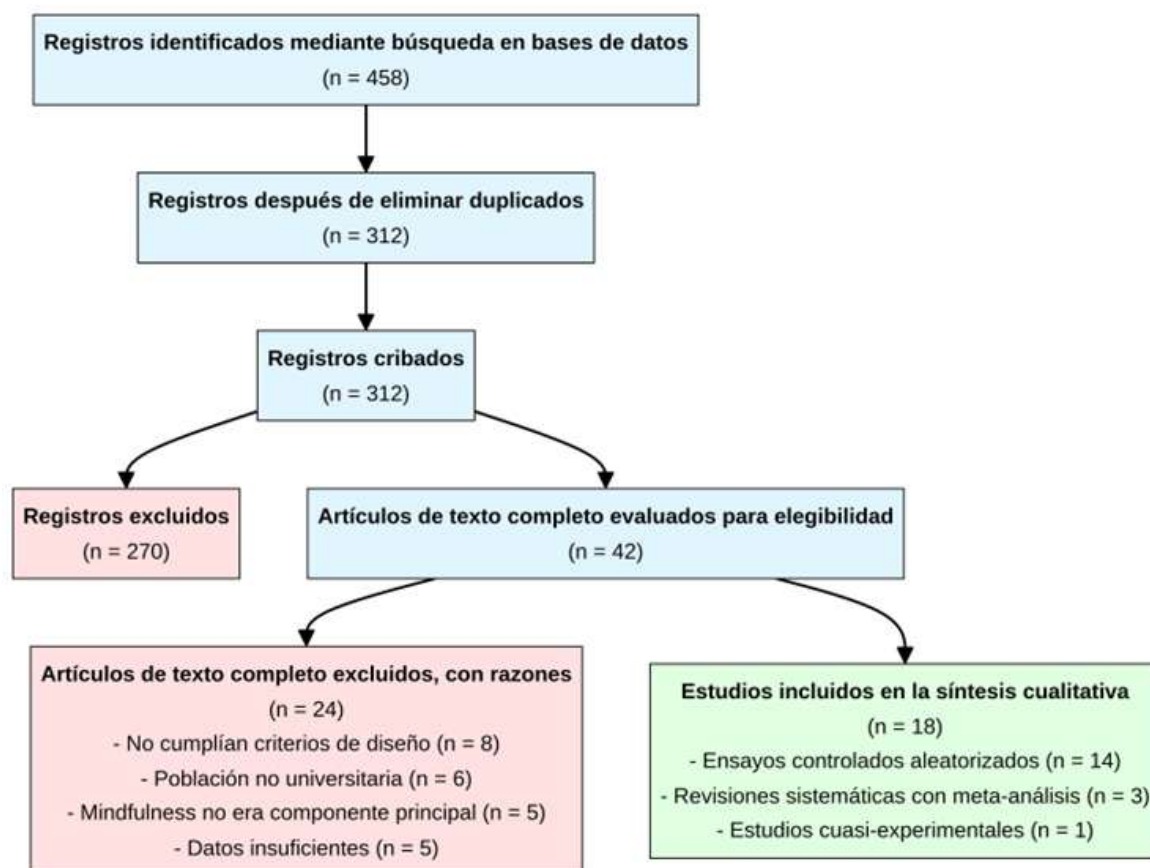 Registros identificados mediante búsqueda en bases de datos
(n = 458)
Registros después de eliminar duplicados
(n = 312)
Registros cribados
(n = 312)
Registros excluidos
(n = 270)
Artículos de texto completo evaluados para elegibilidad
(n = 42)
Artículos de texto completo excluidos, con razones
(n = 24)
- No cumplían criterios de diseño (n = 8)
- Población no universitaria (n = 6)
- Mindfulness no era componente principal (n = 5)
- Datos insuficientes (n = 5)
Estudios incluidos en la síntesis cualitativa
(n = 18)
- Ensayos controlados aleatorizados (n = 14)
- Revisiones sistemáticas con meta-análisis (n = 3)
- Estudios cuasi-experimentales (n = 1)